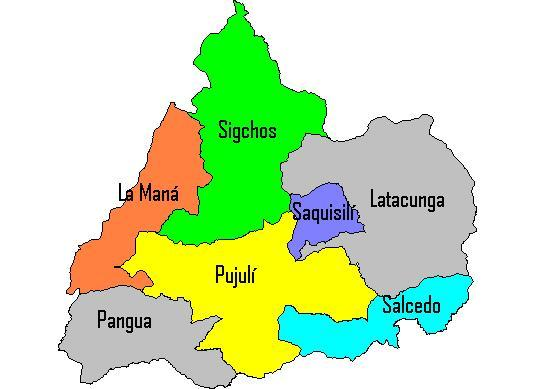 Sigchos
La Maná
Saquisilí
Latacunga
Pujulí
Salcedo
Pangua